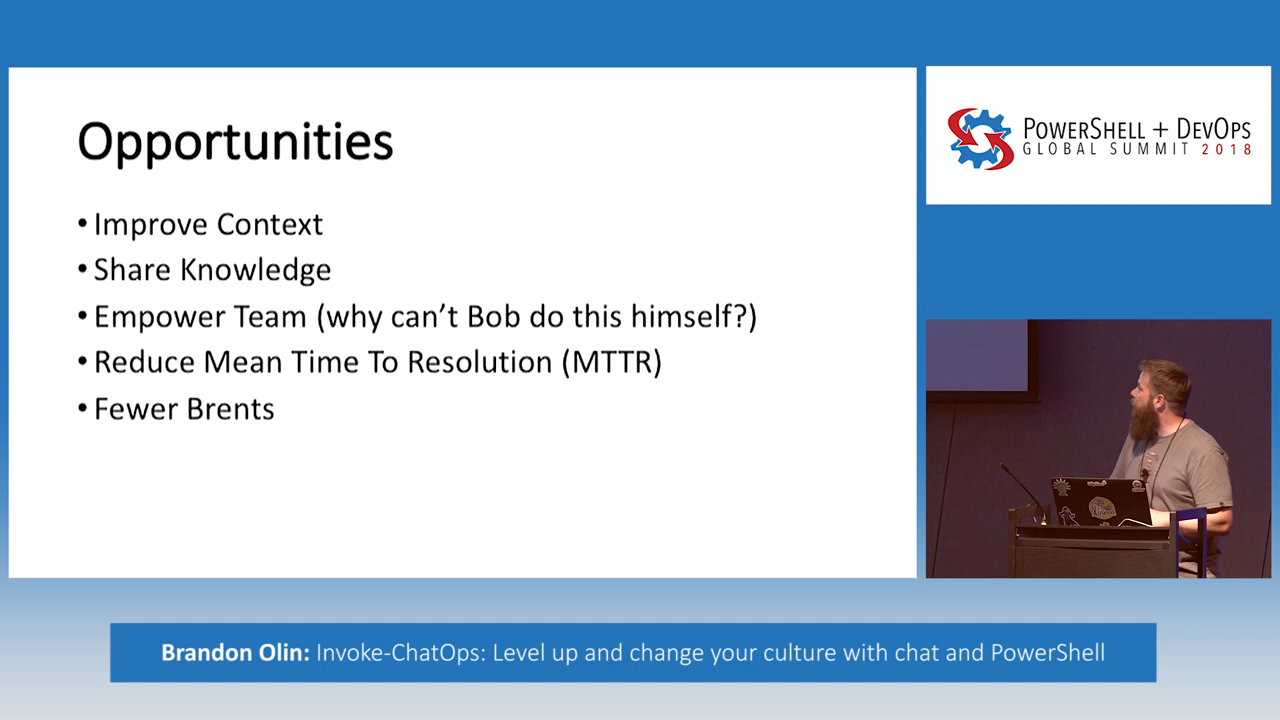 Opportunities
• Improve Context
• Share Knowledge
• Empower Team (why can't Bob do this himself?)
• Reduce Mean Time To Resolution (MTTR)
• Fewer Brents
POWERSHELL + DEVOPS
GLOBAL SUMMIT 2018
Brandon Olin: Invoke-ChatOps: Level up and change your culture with chat and PowerShell